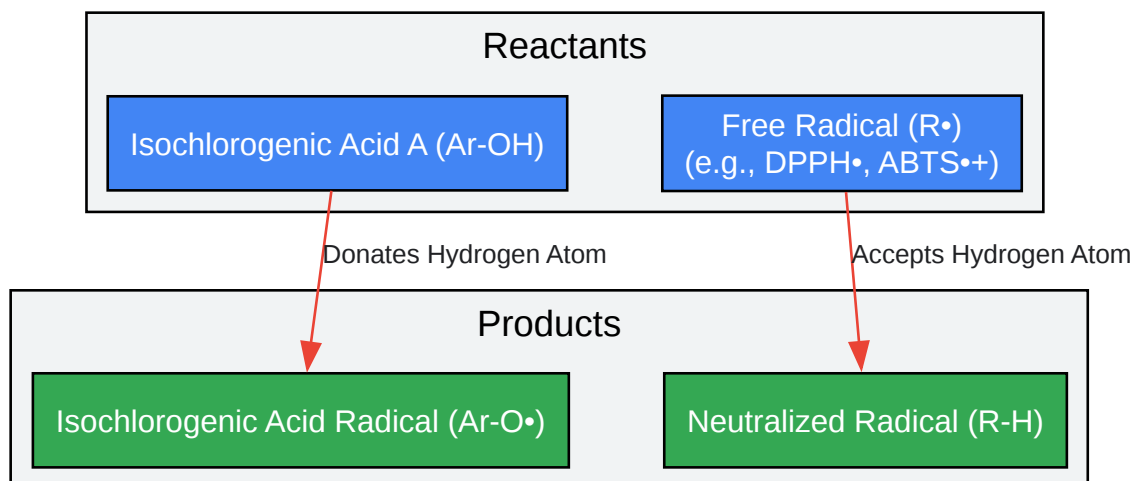 Reactants
Isochlorogenic Acid A (Ar-OH)
Free Radical (R•)
(e.g., DPPH•, ABTS•+)
Donates Hydrogen Atom
Accepts Hydrogen Atom
Products
Isochlorogenic Acid Radical (Ar-O•)
Neutralized Radical (R-H)